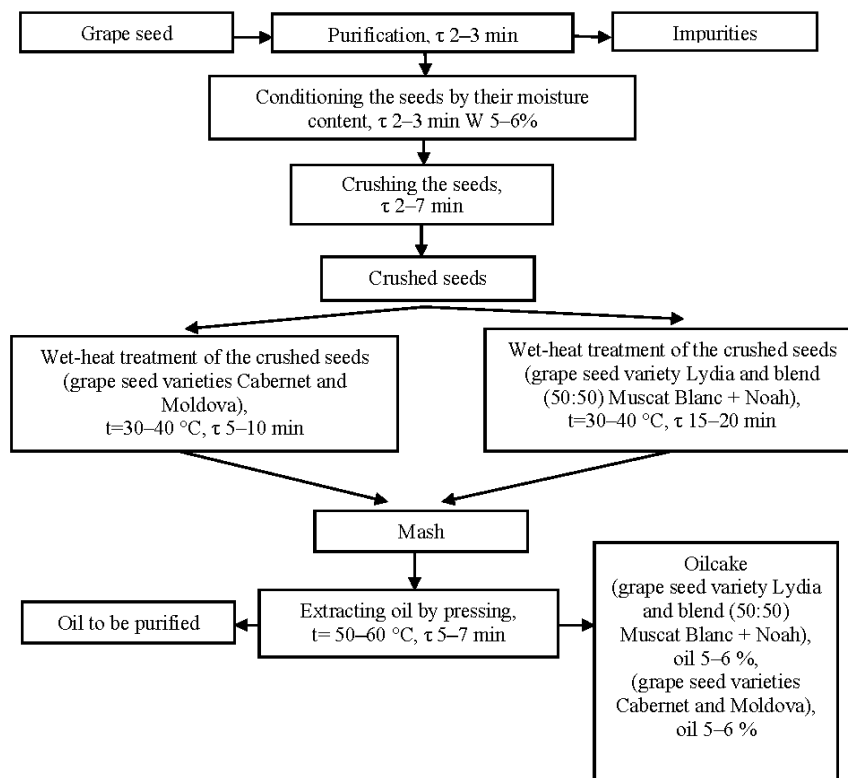 Grape seed
Purification, τ 2–3 min
Impurities
Conditioning the seeds by their moisture
content, τ 2–3 min W 5–6%
Crushing the seeds,
τ 2–7 min
Crushed seeds
Wet-heat treatment of the crushed seeds
(grape seed varieties Cabernet and
Moldova),
t=30–40 °C, τ 5–10 min
Wet-heat treatment of the crushed seeds
(grape seed variety Lydia and blend
(50:50) Muscat Blanc + Noah),
t=30–40 °C, τ 15–20 min
Mash
Oil to be purified
Extracting oil by pressing,
t= 50–60 °C, τ 5–7 min
Oilcake
(grape seed variety Lydia
and blend (50:50)
Muscat Blanc + Noah),
oil 5–6 %,
(grape seed varieties
Cabernet and Moldova),
oil 5–6 %